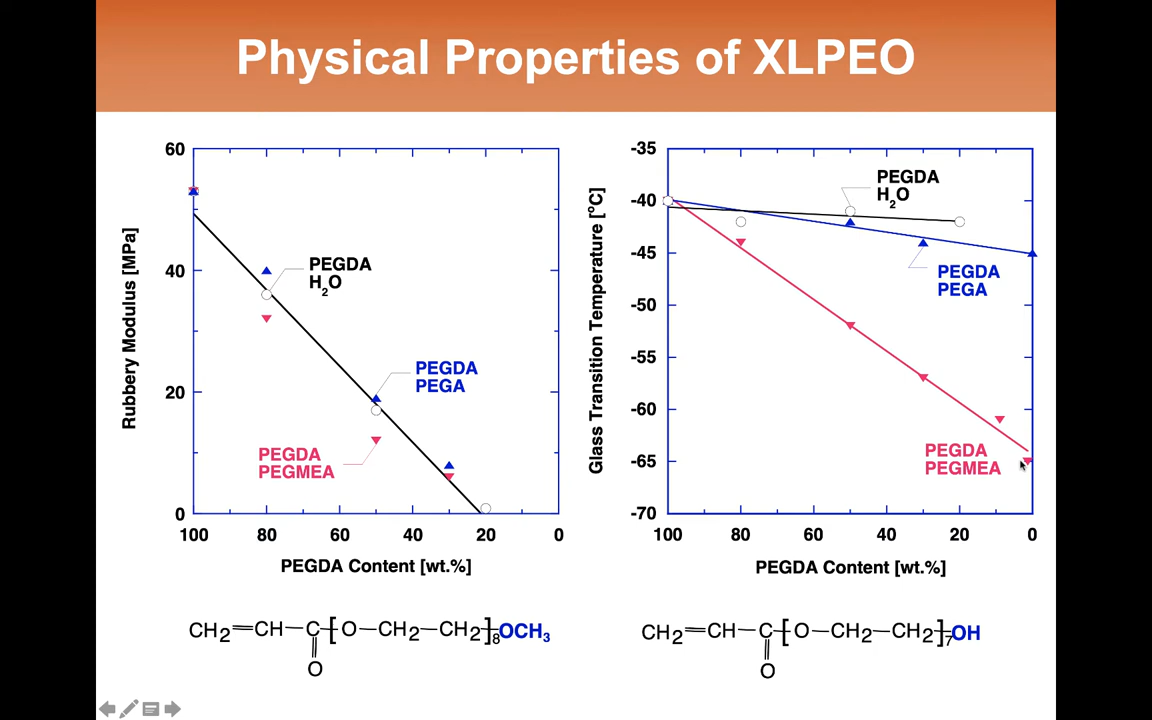 Physical Properties of XLPEO
60
40
20
0
Rubbery Modulus [MPa]
PEGDA
H2O
PEGDA
PEGA
PEGDA
PEGMEA
100 80 60 40 20 0
PEGDA Content [wt.%]
-35
-40
-45
-50
-55
-60
-65
-70
Glass Transition Temperature [°C]
PEGDA
H2O
PEGDA
PEGA
PEGDA
PEGMEA
100 80 60 40 20 0
PEGDA Content [wt.%]
CH2=CH—C[O—CH2—CH2]8OCH3
O
CH2=CH—C[O—CH2—CH2]7OH
O